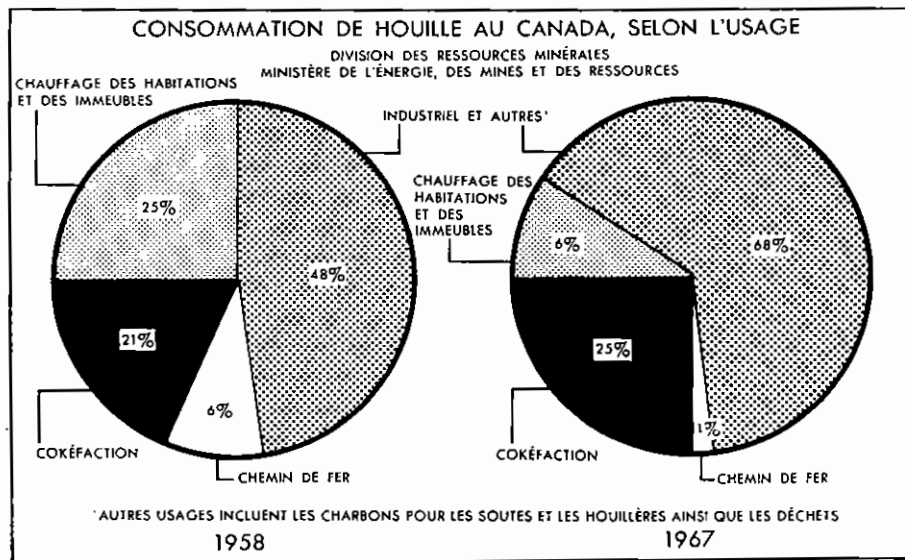 CONSOMMATION DE HOUILLE AU CANADA, SELON L'USAGE
DIVISION DES RESSOURCES MINÉRALES
MINISTÈRE DE L'ÉNERGIE, DES MINES ET DES RESSOURCES
CHAUFFAGE DES HABITATIONS
ET DES IMMEUBLES
25%
48%
21%
6%
COKÉFACTION
CHEMIN DE FER
INDUSTRIEL ET AUTRES*
CHAUFFAGE DES
HABITATIONS
ET DES
IMMEUBLES
6%
68%
25%
1%
COKÉFACTION
CHEMIN DE FER
*AUTRES USAGES INCLUENT LES CHARBONS POUR LES SOUTES ET LES HOUILLÈRES AINSI QUE LES DÉCHETS
1958
1967